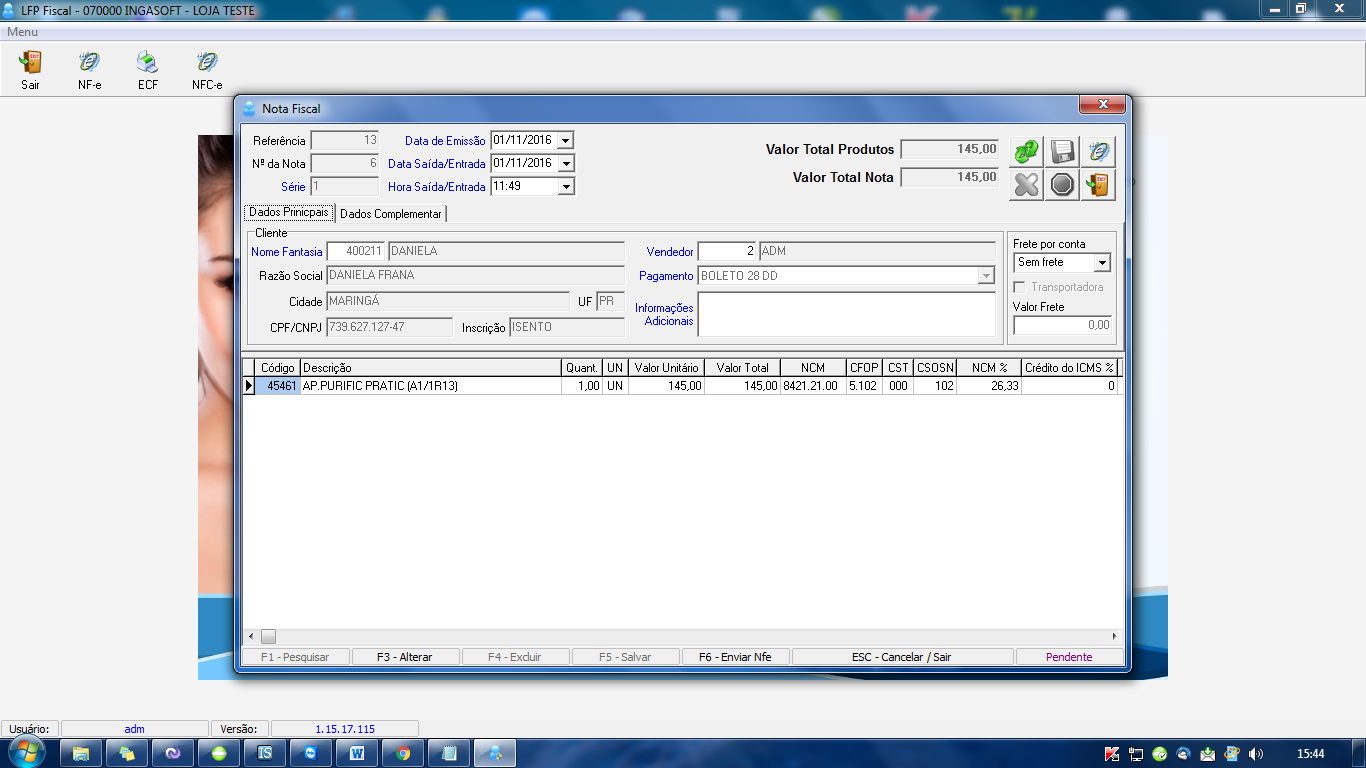 LFP Fiscal - 070000 INGASOFT - LOJA TESTE
Menu
Sair NF-e ECF NFC-e
Nota Fiscal
Referência 13 Data de Emissão 01/11/2016 Valor Total Produtos 145,00
Nº da Nota 6 Data Saída/Entrada 01/11/2016
Valor Total Nota 145,00
Série 1 Hora Saída/Entrada 11:49
Dados Prinicpais Dados Complementar
Cliente
Nome Fantasia 400211 DANIELA Vendedor 2 ADM Frete por conta
Sem frete
Razão Social DANIELA FRANA Pagamento BOLETO 28 DD
Transportadora
Cidade MARINGÁ UF PR Informações Adicionais Valor Frete
CPF/CNPJ 739.627.127-47 Inscrição ISENTO 0,00
Código Descrição Quant. UN Valor Unitário Valor Total NCM CFOP CST CSOSN NCM % Crédito do ICMS %
45461 AP.PURIFIC PRATIC (A1/1R13) 1,00 UN 145,00 145,00 8421.21.00 5.102 000 102 26,33 0
F1 - Pesquisar F3 - Alterar F4 - Excluir F5 - Salvar F6 - Enviar Nfe ESC - Cancelar / Sair Pendente
Usuário: adm Versão: 1.15.17.115
15:44